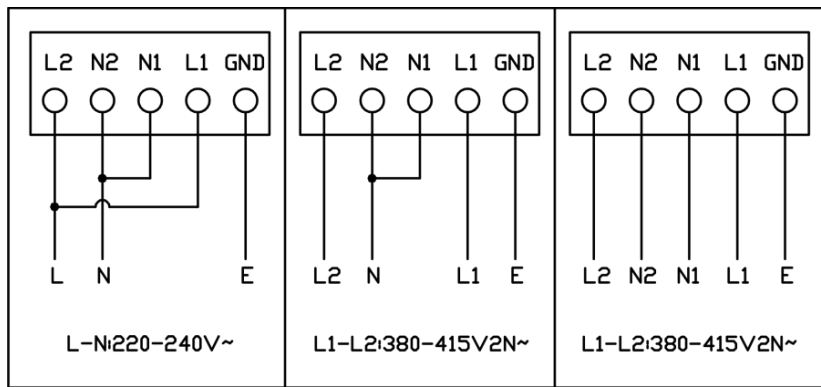 L2 N2 N1 L1 GND
L N E
L-N:220-240V~
L2 N2 N1 L1 GND
L2 N L1 E
L1-L2:380-415V2N~
L2 N2 N1 L1 GND
L2 N2 N1 L1 E
L1-L2:380-415V2N~